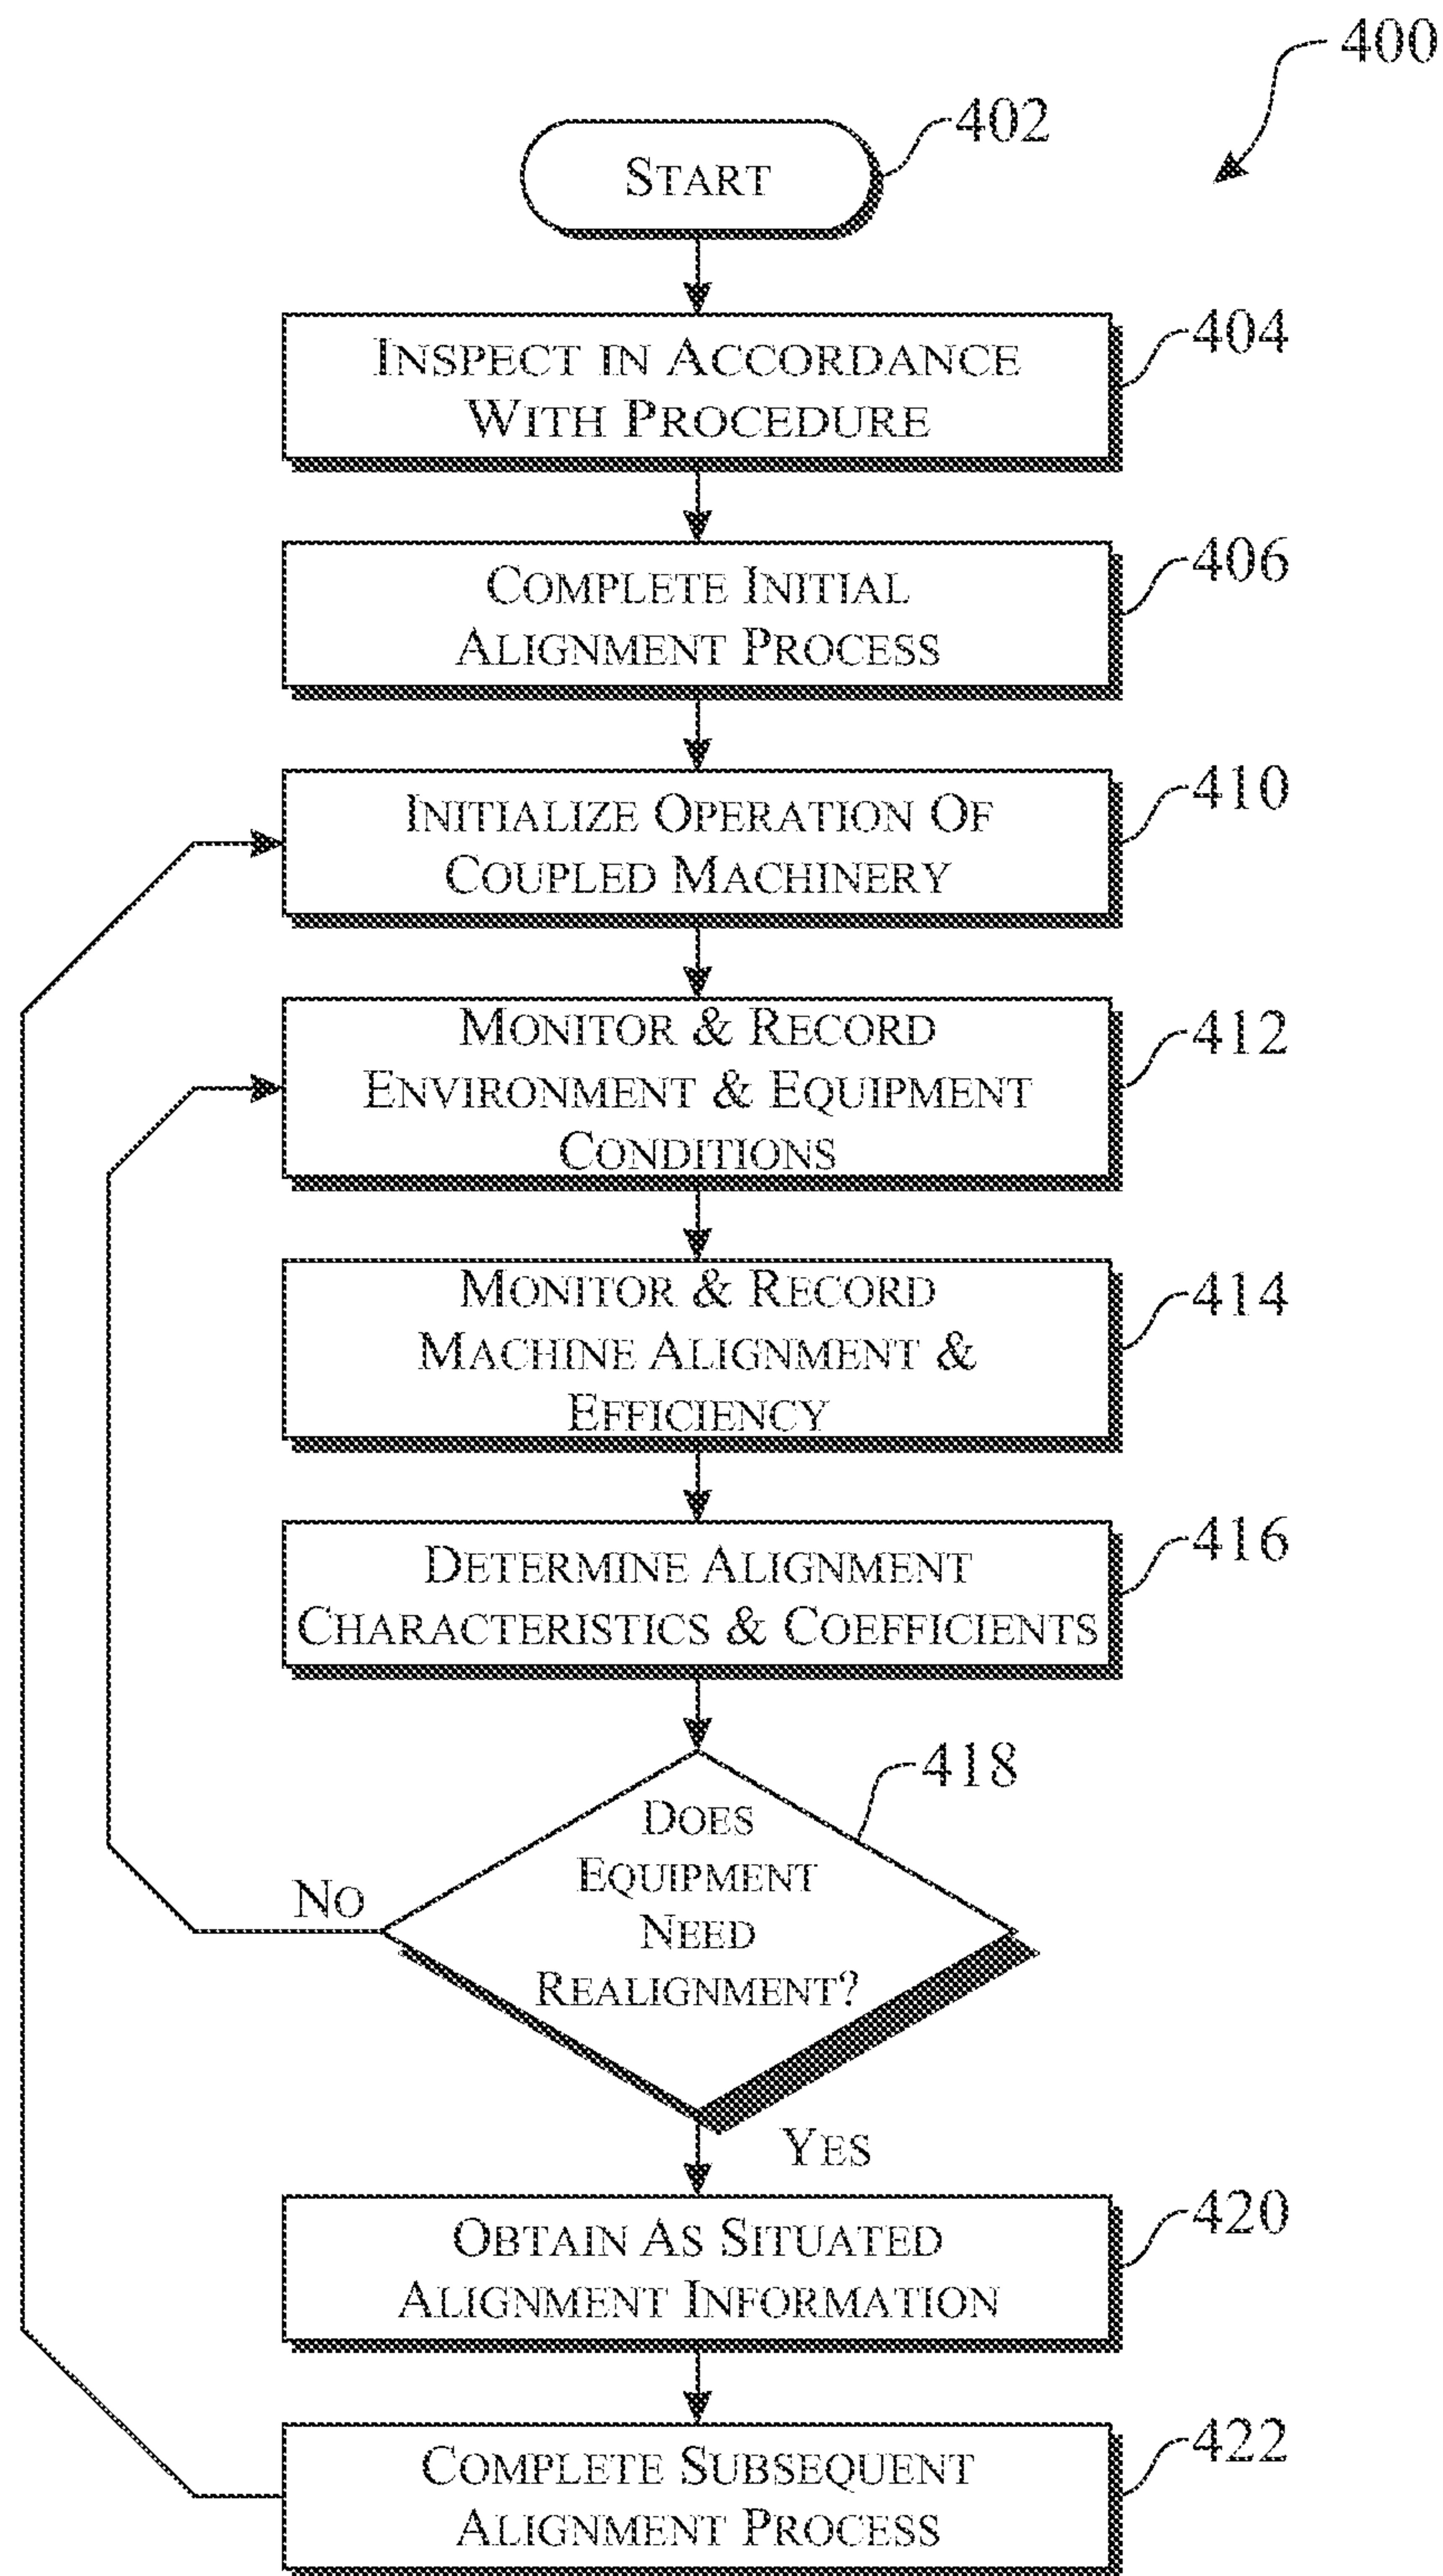 400
402
START
404
INSPECT IN ACCORDANCE
WITH PROCEDURE
406
COMPLETE INITIAL
ALIGNMENT PROCESS
410
INITIALIZE OPERATION OF
COUPLED MACHINERY
412
MONITOR & RECORD
ENVIRONMENT & EQUIPMENT
CONDITIONS
414
MONITOR & RECORD
MACHINE ALIGNMENT &
EFFICIENCY
416
DETERMINE ALIGNMENT
CHARACTERISTICS & COEFFICIENTS
418
DOES
EQUIPMENT
NEED
REALIGNMENT?
NO
YES
420
OBTAIN AS SITUATED
ALIGNMENT INFORMATION
422
COMPLETE SUBSEQUENT
ALIGNMENT PROCESS